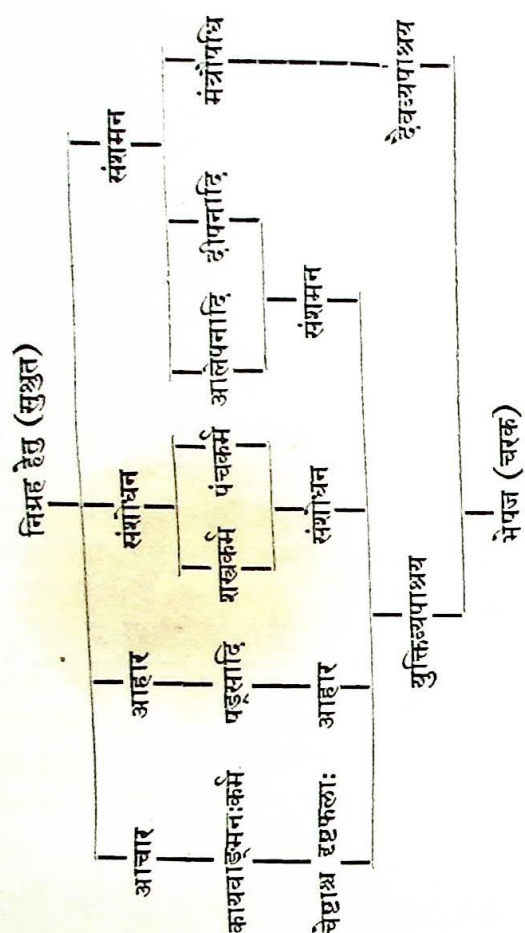 निग्रह हेतु (सुश्रुत)
आचार
आहार
संशोधन
संशमन
कायवाङ्मनःकर्म
षड्रसादि
शस्त्रकर्म
पंचकर्म
आलेपनादि
दीपनादि
मंत्रौषधि
चेष्टाश्च दृष्टफलाः
आहार
संशोधन
संशमन
युक्तिव्यपाश्रय
दैवव्यपाश्रय
भेषज (चरक)